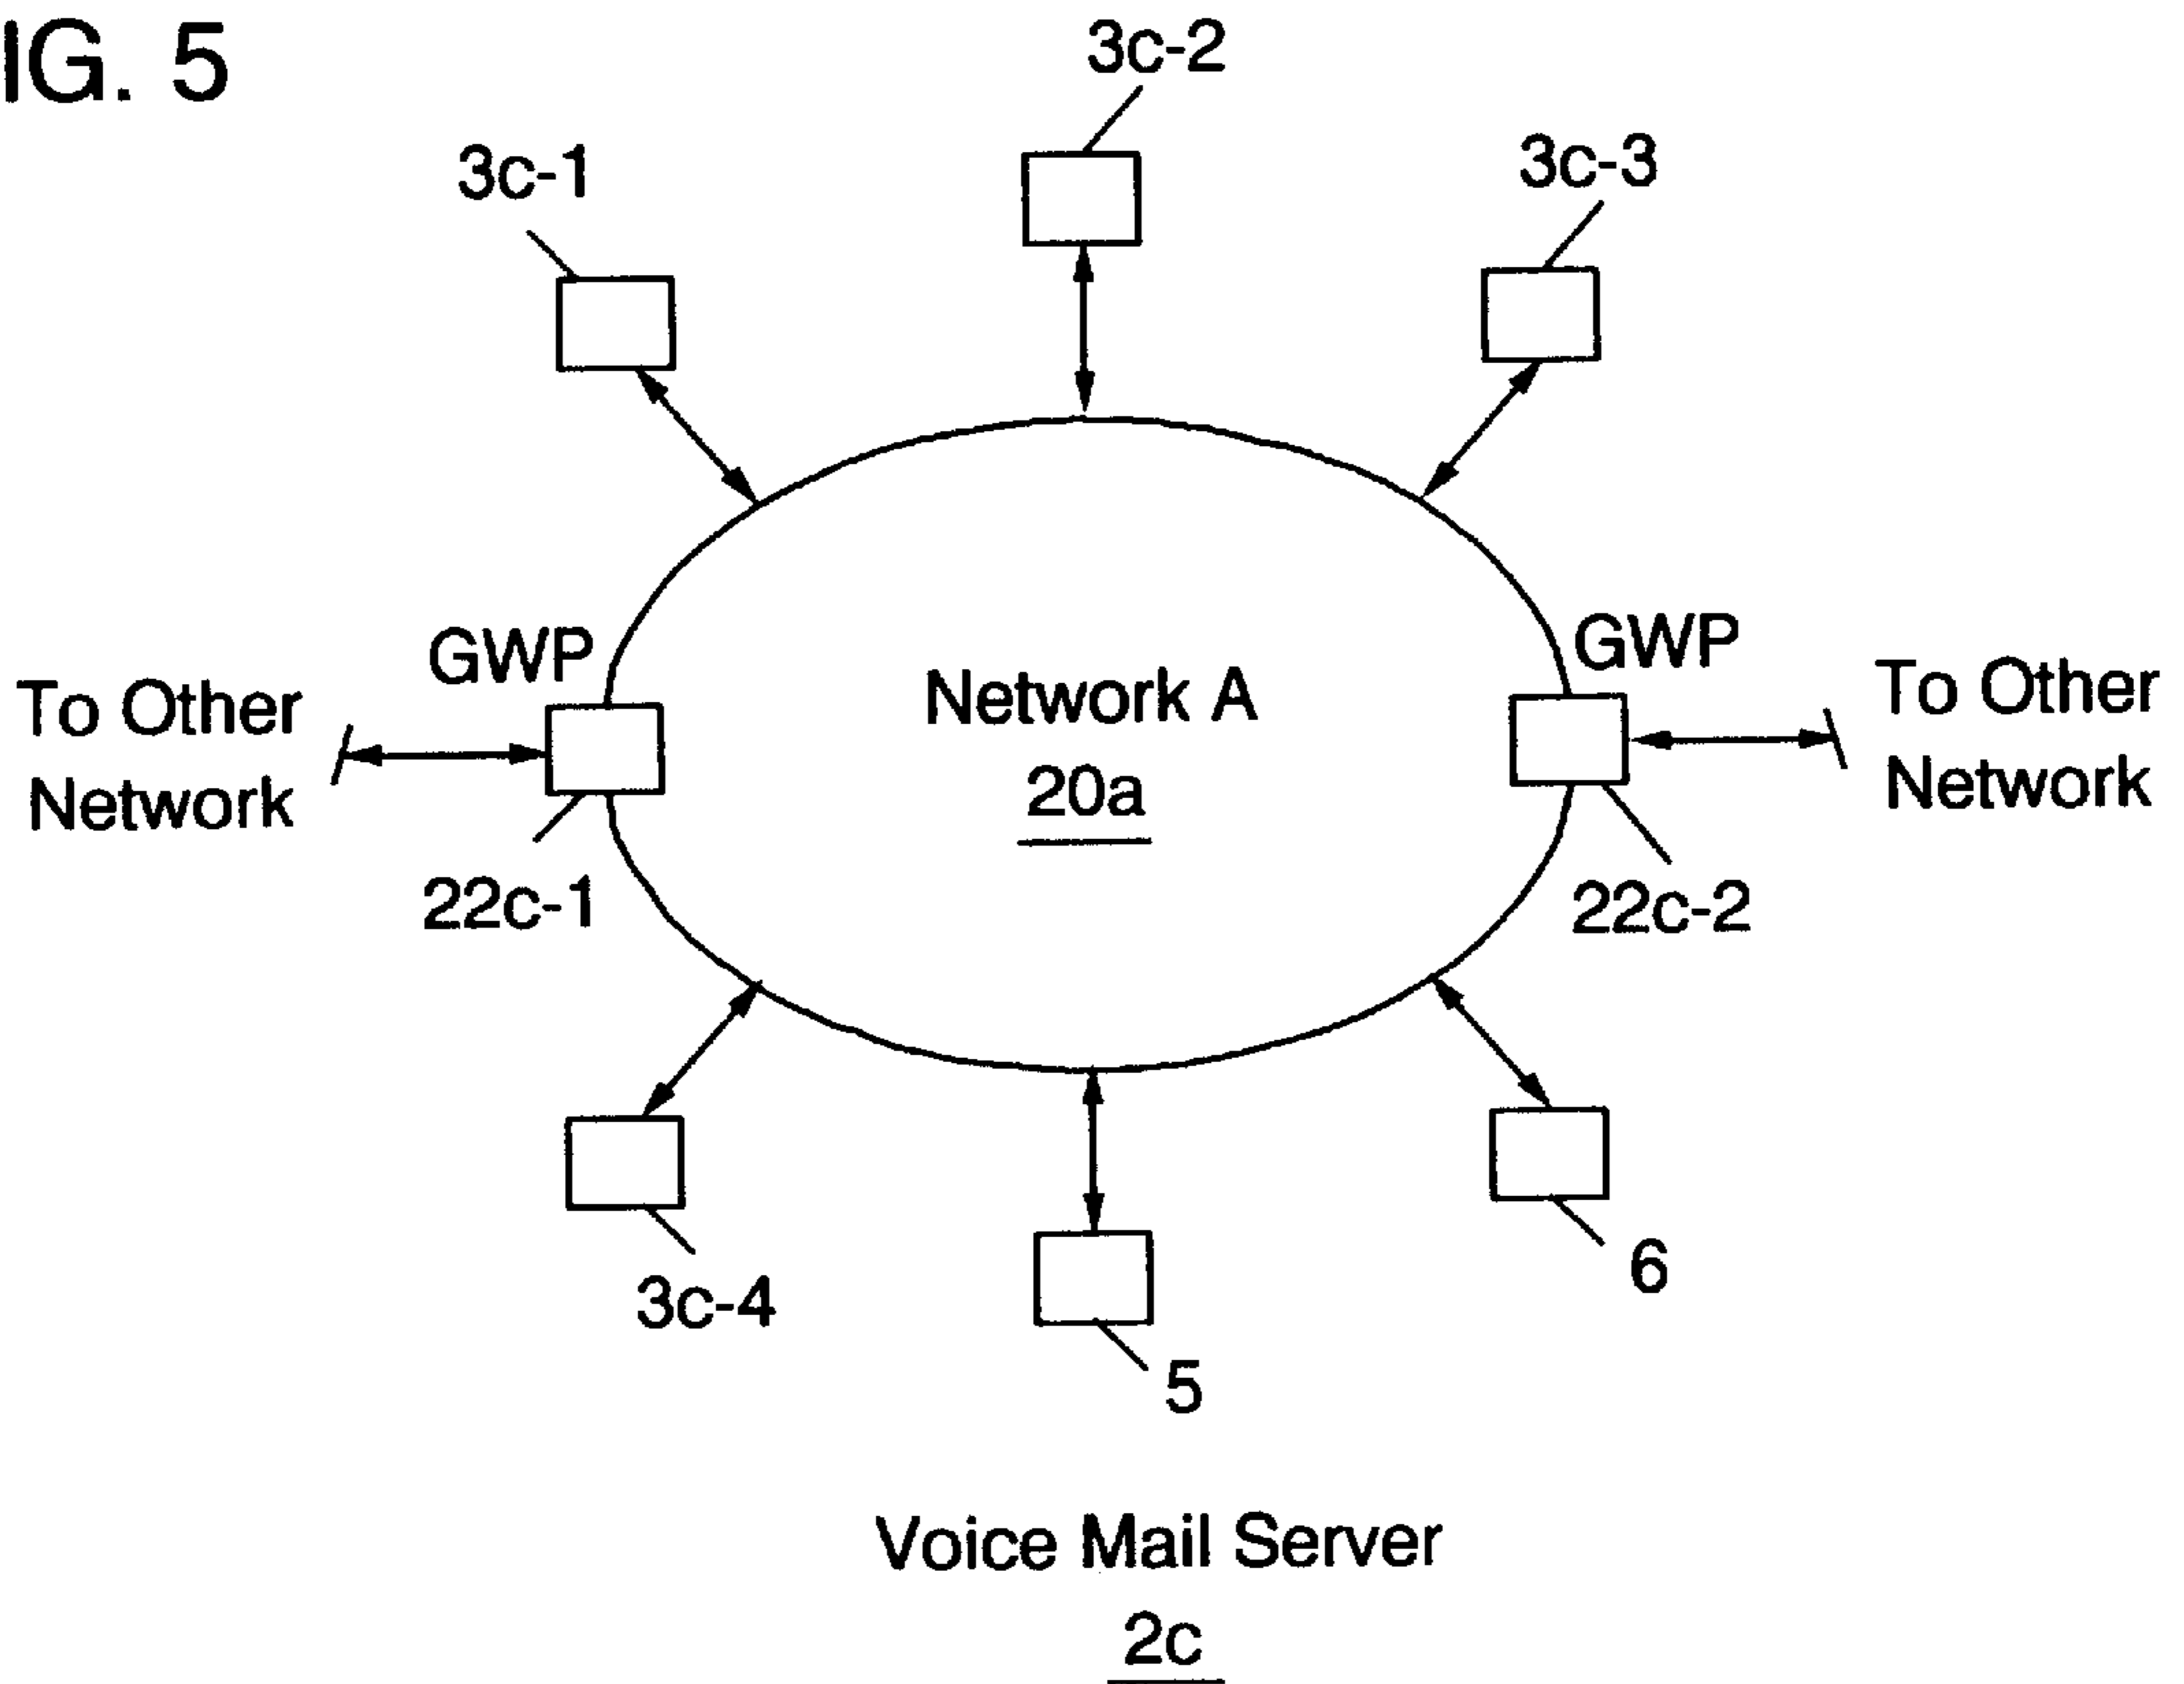 IG. 5
3c-2
3c-1
3c-3
GWP
GWP
To Other
Network
Network A
20a
To Other
Network
22c-1
22c-2
3c-4
5
6
Voice Mail Server
2c